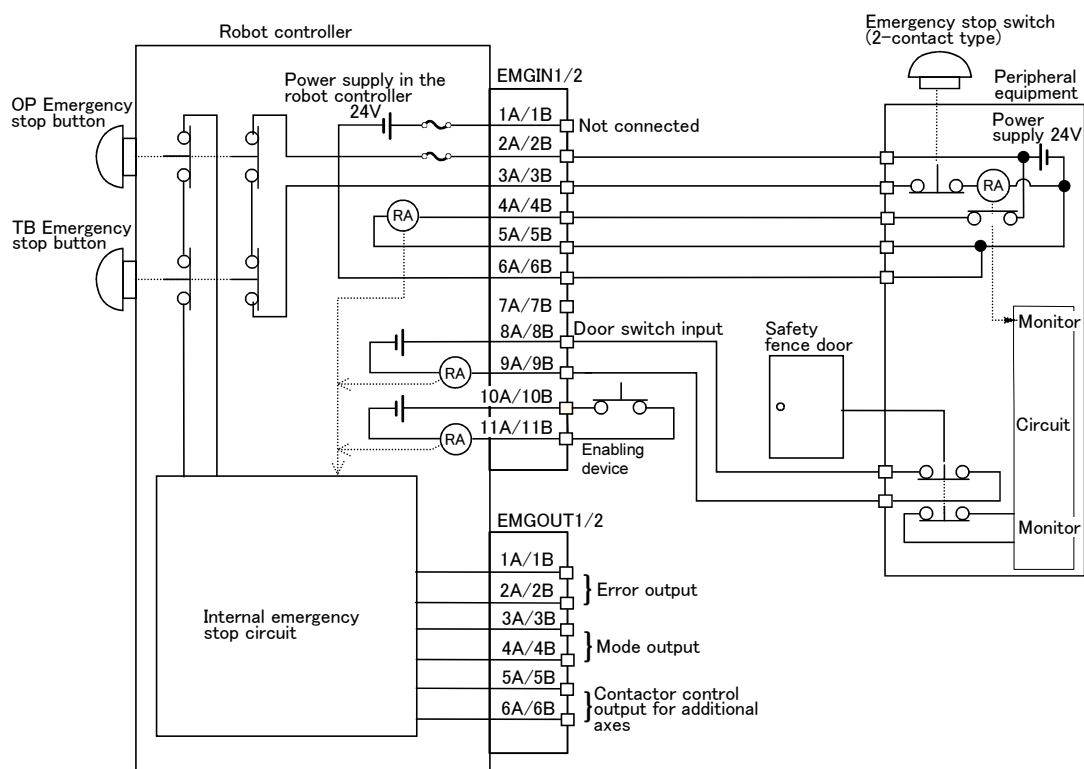 Robot controller
Emergency stop switch
(2-contact type)
OP Emergency
stop button
Power supply in the
robot controller
24V
EMGIN1/2
Peripheral
equipment
Power
supply 24V
1A/1B
Not connected
2A/2B
3A/3B
RA
4A/4B
RA
5A/5B
6A/6B
TB Emergency
stop button
7A/7B
8A/8B
Door switch input
Safety
fence door
Monitor
9A/9B
RA
10A/10B
11A/11B
RA
Enabling
device
Circuit
Monitor
EMGOUT1/2
1A/1B
2A/2B
Error output
3A/3B
4A/4B
Mode output
5A/5B
6A/6B
Contactor control
output for additional
axes
Internal emergency
stop circuit